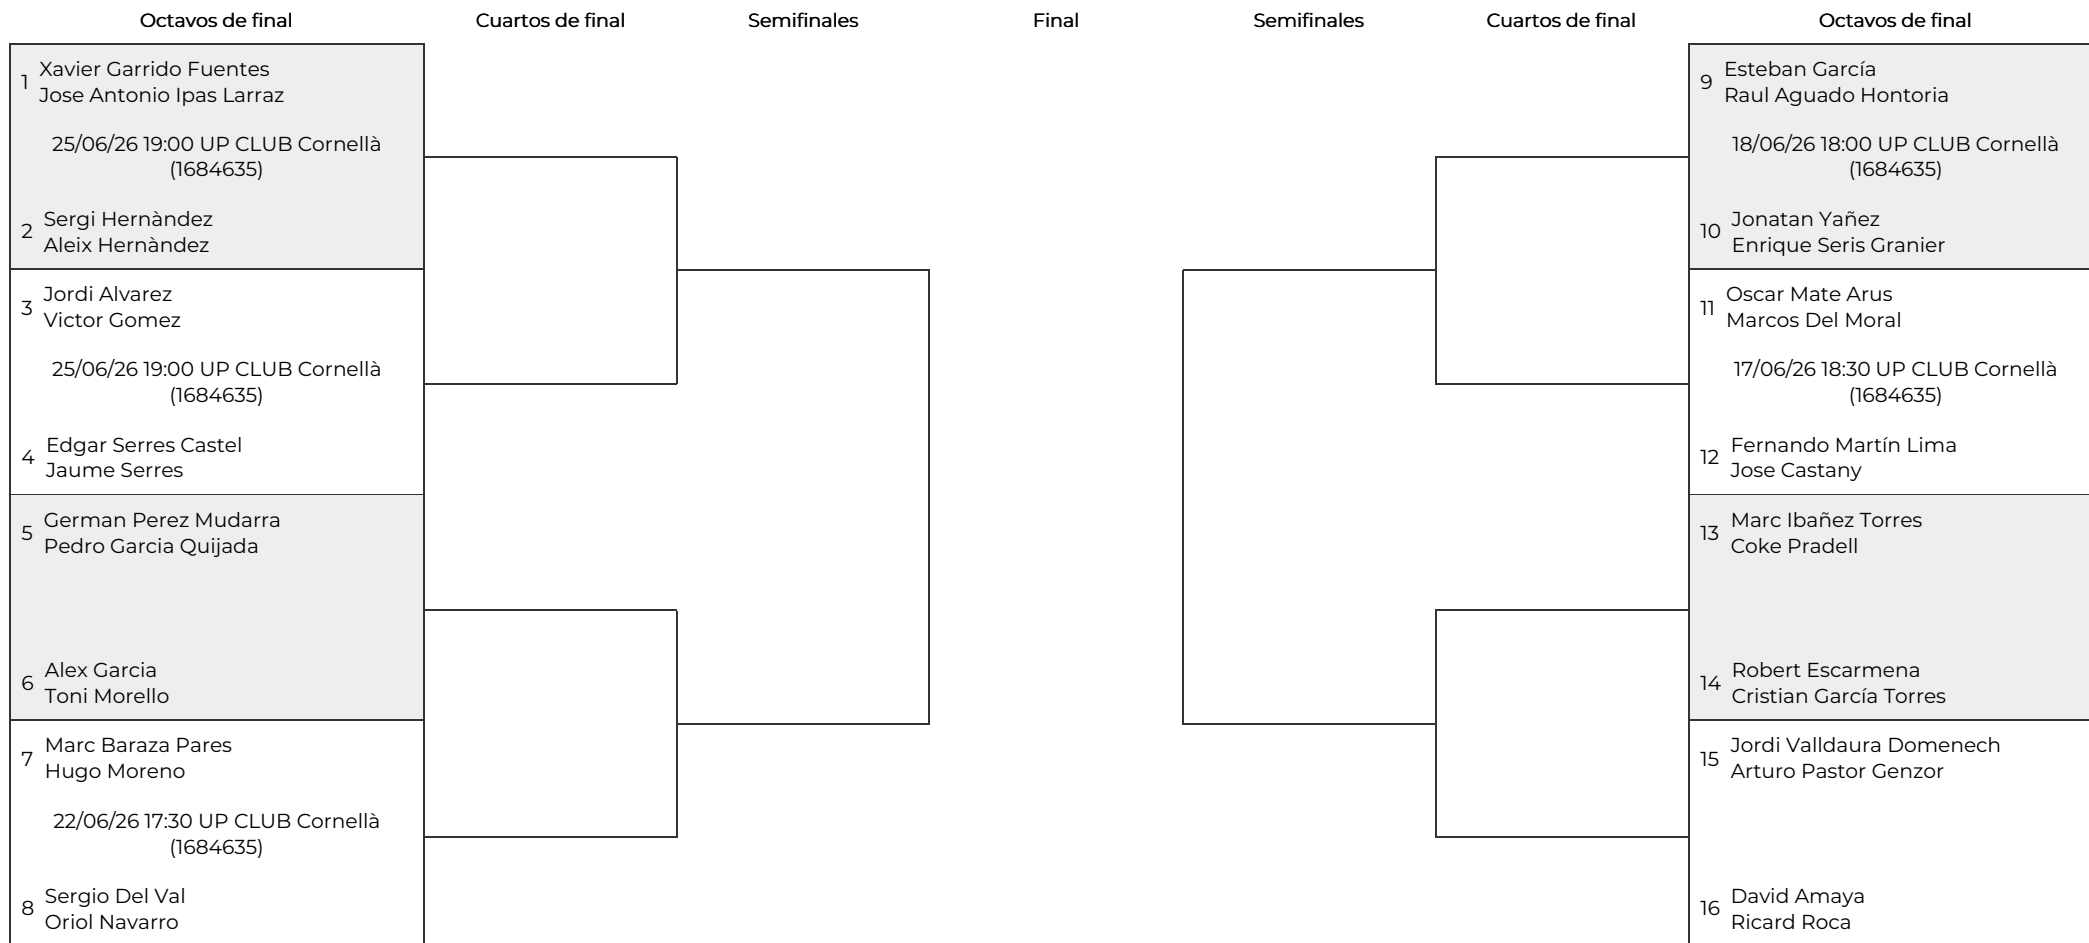 Octavos de final
Cuartos de final
Semifinales
Final
Semifinales
Cuartos de final
Octavos de final
1 Xavier Garrido Fuentes
Jose Antonio Ipas Larraz
25/06/26 19:00 UP CLUB Cornellà
(1684635)
2 Sergi Hernàndez
Aleix Hernàndez
3 Jordi Alvarez
Victor Gomez
25/06/26 19:00 UP CLUB Cornellà
(1684635)
4 Edgar Serres Castel
Jaume Serres
5 German Perez Mudarra
Pedro Garcia Quijada
6 Alex Garcia
Toni Morello
7 Marc Baraza Pares
Hugo Moreno
22/06/26 17:30 UP CLUB Cornellà
(1684635)
8 Sergio Del Val
Oriol Navarro
9 Esteban García
Raul Aguado Hontoria
18/06/26 18:00 UP CLUB Cornellà
(1684635)
10 Jonatan Yañez
Enrique Seris Granier
11 Oscar Mate Arus
Marcos Del Moral
17/06/26 18:30 UP CLUB Cornellà
(1684635)
12 Fernando Martín Lima
Jose Castany
13 Marc Ibañez Torres
Coke Pradell
14 Robert Escarmena
Cristian García Torres
15 Jordi Valldaura Domenech
Arturo Pastor Genzor
16 David Amaya
Ricard Roca